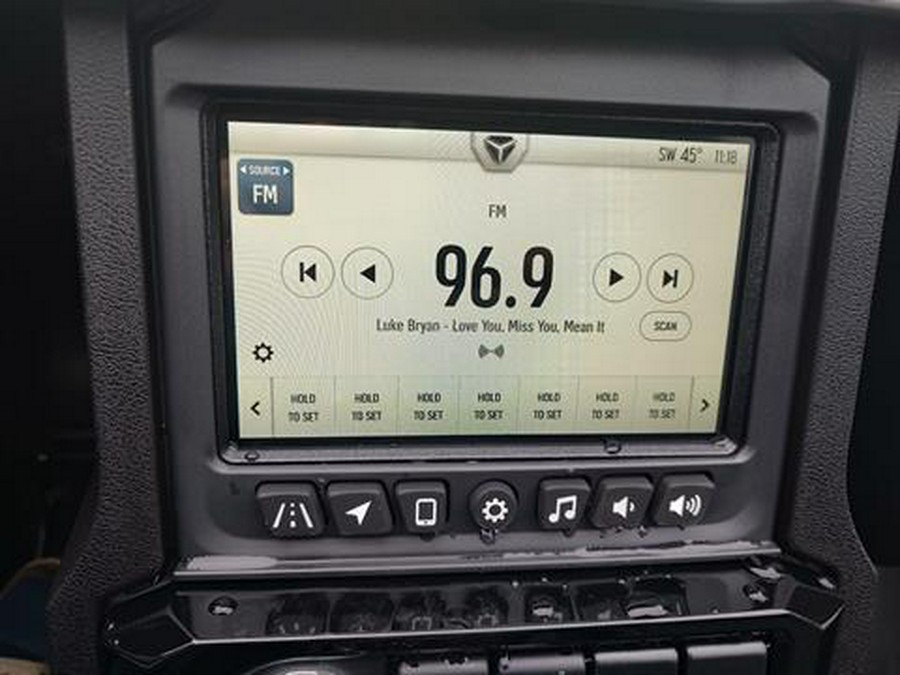 SOURCE
FM
SW 45° 11:18
FM
96.9
Luke Bryan - Love You, Miss You, Mean It
SCAN
HOLD HOLD HOLD HOLD HOLD HOLD HOLD
TO SET TO SET TO SET TO SET TO SET TO SET TO SET